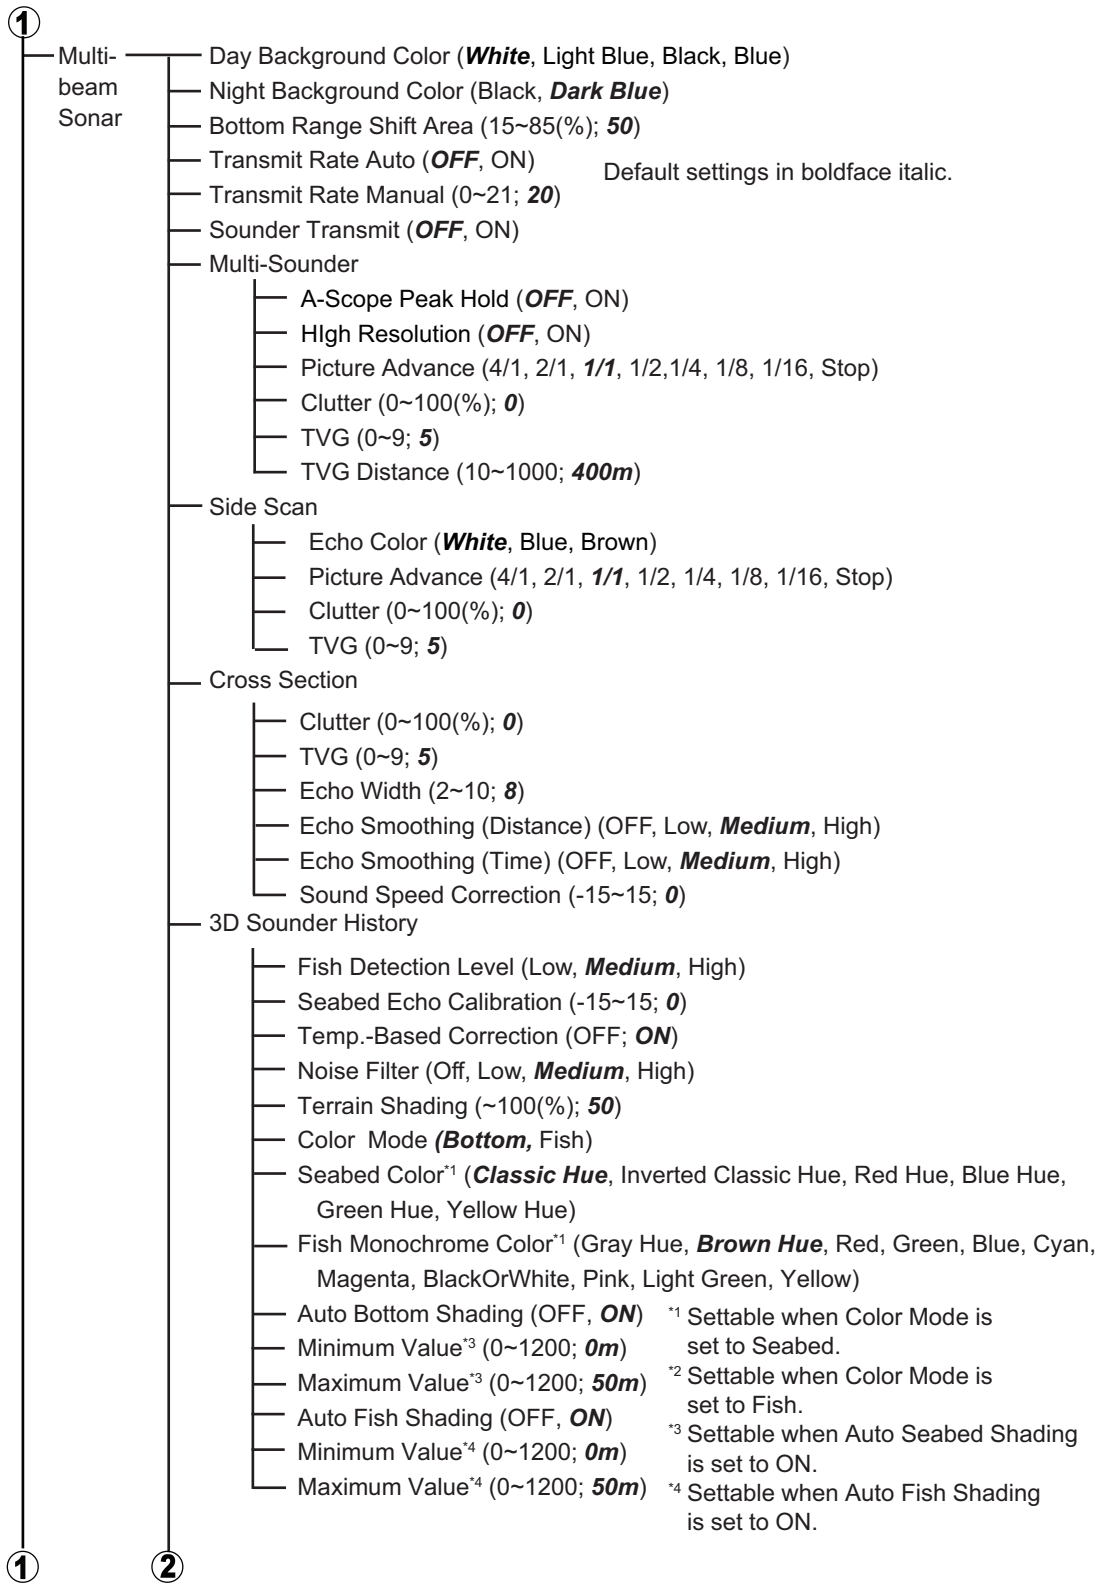 1
Multi-
beam
Sonar
Day Background Color (White, Light Blue, Black, Blue)
Night Background Color (Black, Dark Blue)
Bottom Range Shift Area (15~85(%); 50)
Transmit Rate Auto (OFF, ON)
Default settings in boldface italic.
Transmit Rate Manual (0~21; 20)
Sounder Transmit (OFF, ON)
Multi-Sounder
A-Scope Peak Hold (OFF, ON)
HIgh Resolution (OFF, ON)
Picture Advance (4/1, 2/1, 1/1, 1/2,1/4, 1/8, 1/16, Stop)
Clutter (0~100(%); 0)
TVG (0~9; 5)
TVG Distance (10~1000; 400m)
Side Scan
Echo Color (White, Blue, Brown)
Picture Advance (4/1, 2/1, 1/1, 1/2, 1/4, 1/8, 1/16, Stop)
Clutter (0~100(%); 0)
TVG (0~9; 5)
Cross Section
Clutter (0~100(%); 0)
TVG (0~9; 5)
Echo Width (2~10; 8)
Echo Smoothing (Distance) (OFF, Low, Medium, High)
Echo Smoothing (Time) (OFF, Low, Medium, High)
Sound Speed Correction (-15~15; 0)
3D Sounder History
Fish Detection Level (Low, Medium, High)
Seabed Echo Calibration (-15~15; 0)
Temp.-Based Correction (OFF; ON)
Noise Filter (Off, Low, Medium, High)
Terrain Shading (~100(%); 50)
Color Mode (Bottom, Fish)
Seabed Color*1 (Classic Hue, Inverted Classic Hue, Red Hue, Blue Hue,
Green Hue, Yellow Hue)
Fish Monochrome Color*1 (Gray Hue, Brown Hue, Red, Green, Blue, Cyan,
Magenta, BlackOrWhite, Pink, Light Green, Yellow)
Auto Bottom Shading (OFF, ON)
Minimum Value*3 (0~1200; 0m)
Maximum Value*3 (0~1200; 50m)
Auto Fish Shading (OFF, ON)
Minimum Value*4 (0~1200; 0m)
Maximum Value*4 (0~1200; 50m)
*1 Settable when Color Mode is
set to Seabed.
*2 Settable when Color Mode is
set to Fish.
*3 Settable when Auto Seabed Shading
is set to ON.
*4 Settable when Auto Fish Shading
is set to ON.
1
2